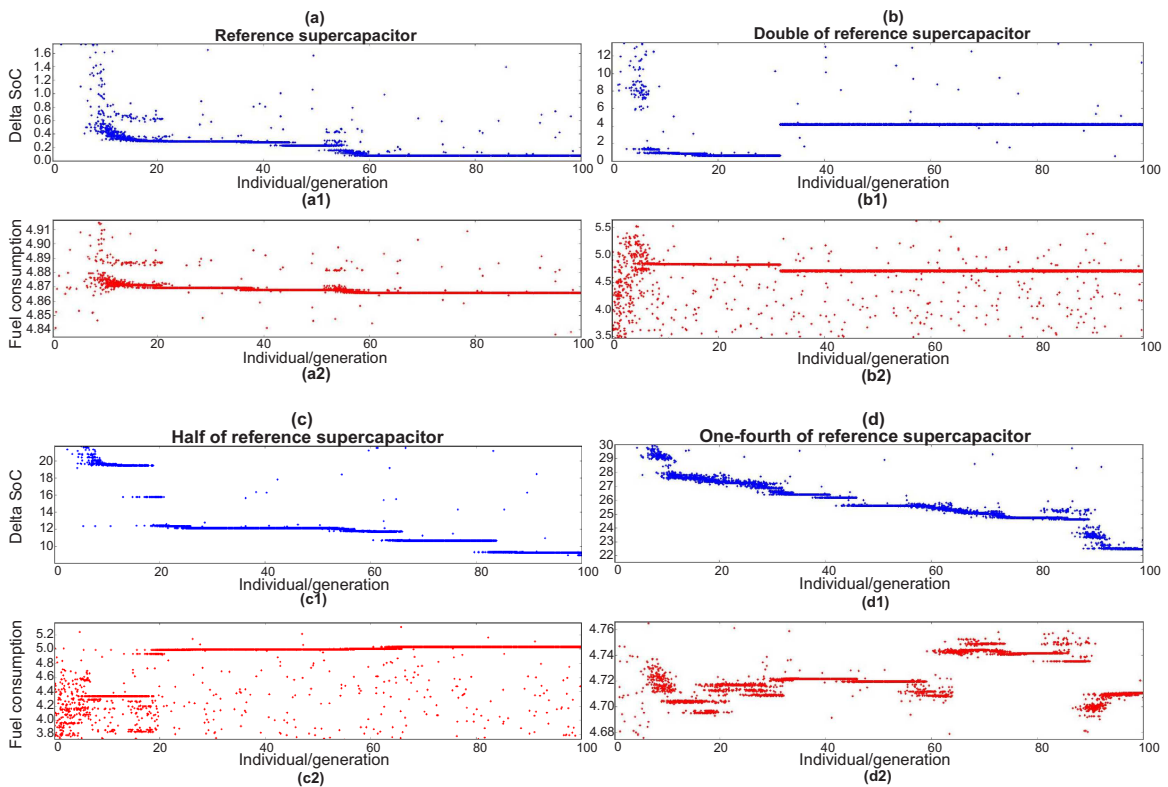 (a)
Reference supercapacitor
Delta SoC
1.6
1.4
1.2
1.0
0.8
0.6
0.4
0.2
0.0
0 20 40 60 80 100
Individual/generation
(a1)
Fuel consumption
4.91
4.90
4.89
4.88
4.87
4.86
4.85
4.84
0 20 40 60 80 100
Individual/generation
(a2)
(b)
Double of reference supercapacitor
12
10
8
6
4
2
0
0 20 40 60 80 100
Individual/generation
(b1)
5.5
5.0
4.5
4.0
3.5
0 20 40 60 80 100
Individual/generation
(b2)
(c)
Half of reference supercapacitor
Delta SoC
20
18
16
14
12
10
0 20 40 60 80 100
Individual/generation
(c1)
Fuel consumption
5.2
5.0
4.8
4.6
4.4
4.2
4.0
3.8
0 20 40 60 80 100
Individual/generation
(c2)
(d)
One-fourth of reference supercapacitor
30
29
28
27
26
25
24
23
22
0 20 40 60 80 100
Individual/generation
(d1)
4.76
4.74
4.72
4.70
4.68
0 20 40 60 80 100
Individual/generation
(d2)